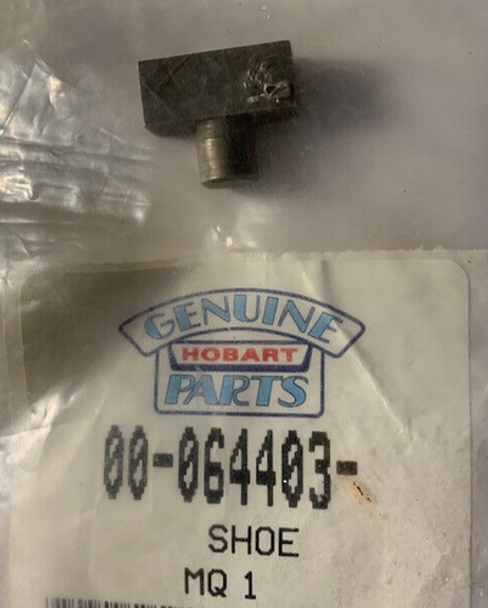 GENUINE
HOBART
PARTS
00-064403-
SHOE
MQ 1